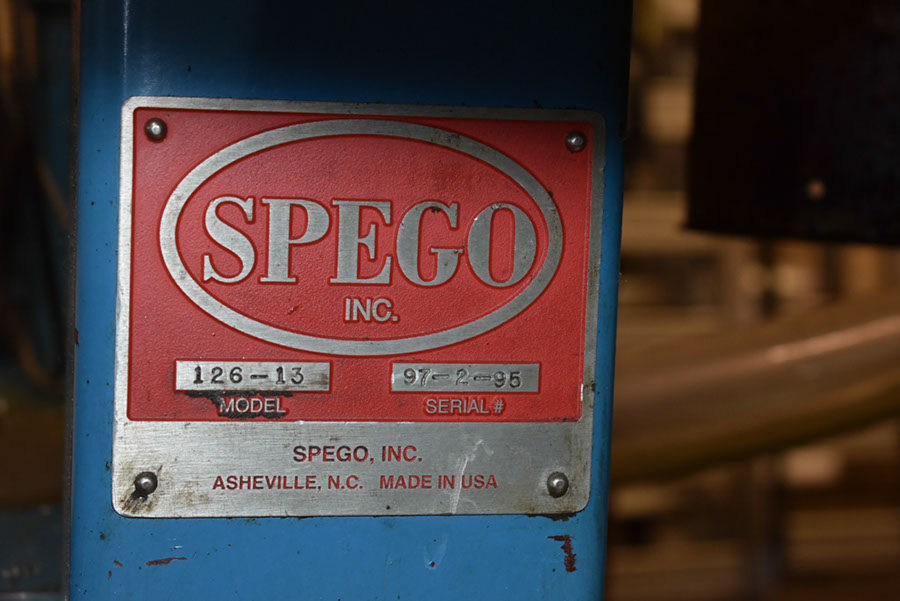 SPEGO
INC.
126-13 97-2-95
MODEL SERIAL #
SPEGO, INC.
ASHEVILLE, N.C. MADE IN USA